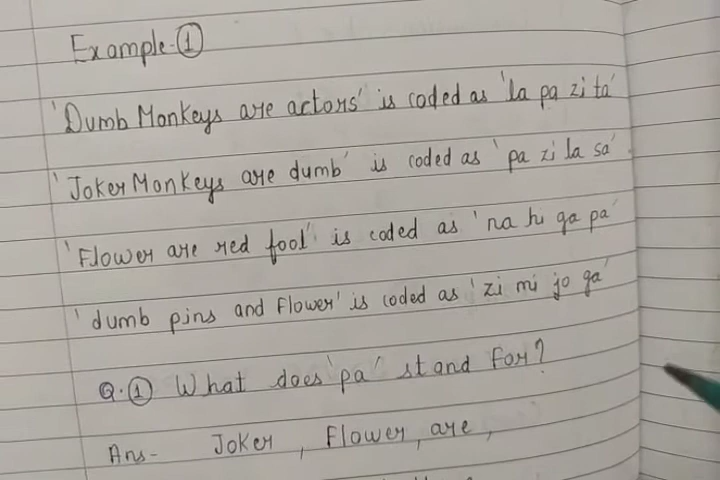 Example-①
'Dumb Monkeys are actors' is coded as 'la pa zi ta'
'Joker Monkeys are dumb' is coded as 'pa zi la sa'
'Flower are red fool' is coded as 'na hi ga pa'
'dumb pins and Flower' is coded as 'zi mi jo ga'
Q.① What does 'pa' stand For?
Ans- Joker, Flower, are,